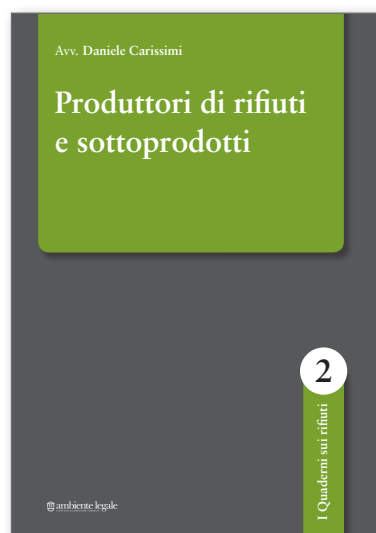 Avv. Daniele Carissimi
Produttori di rifiuti
e sottoprodotti
2
I Quaderni sui rifiuti
ambiente legale